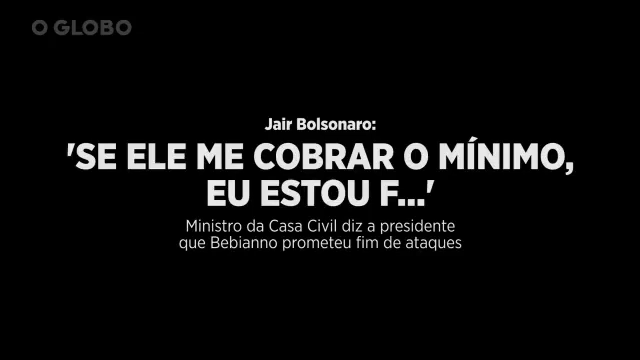 O GLOBO
Jair Bolsonaro:
'SE ELE ME COBRAR O MÍNIMO,
EU ESTOU F...'
Ministro da Casa Civil diz a presidente
que Bebianno prometeu fim de ataques